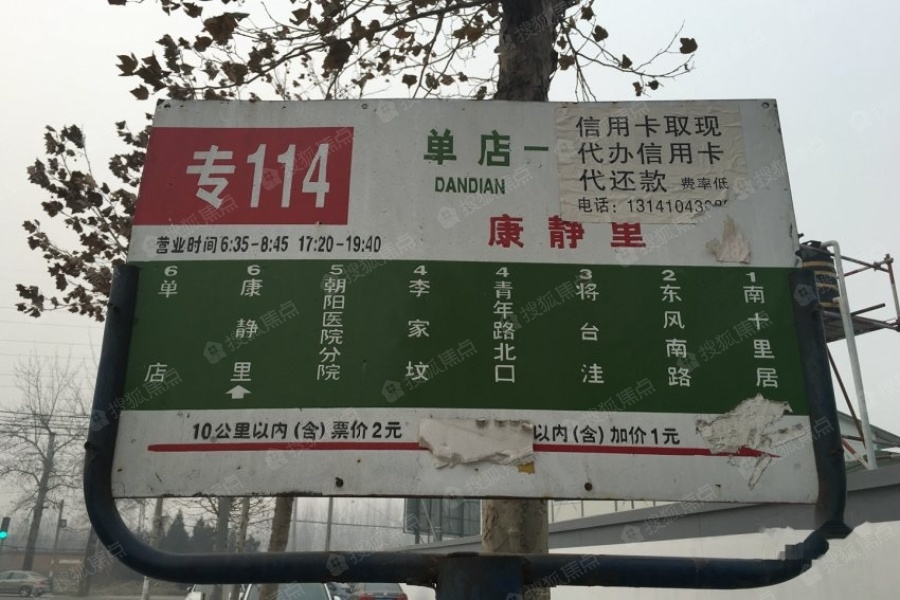 专114
单店一
DANDIAN
康静里
信用卡取现
代办信用卡
代还款 费率低
电话：13141043
营业时间 6:35-8:45 17:20-19:40
6单店
6康静里
5朝阳医院分院
4李家坟
4青年路北口
3将台洼
2东风南路
1南十里居
10公里以内(含)票价2元
以内(含)加价1元
搜狐焦点